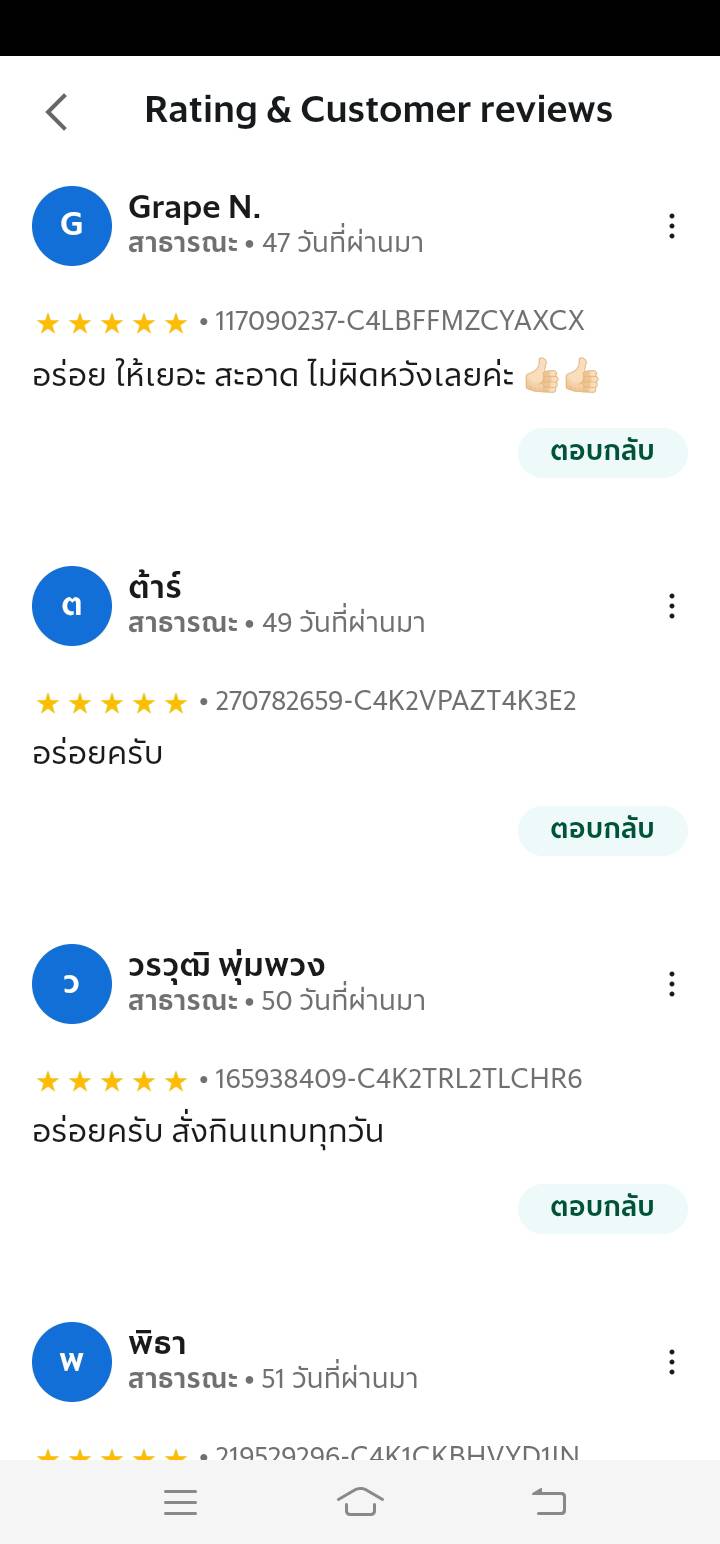 Rating & Customer reviews
G
Grape N.
สาธารณะ • 47 วันที่ผ่านมา
★★★★★ • 117090237-C4LBFFMZCYAXCX
อร่อย ให้เยอะ สะอาด ไม่ผิดหวังเลยค่ะ 👍🏻👍🏻
ตอบกลับ
ต
ต้าร์
สาธารณะ • 49 วันที่ผ่านมา
★★★★★ • 270782659-C4K2VPAZT4K3E2
อร่อยครับ
ตอบกลับ
ว
วรวุฒิ พุ่มพวง
สาธารณะ • 50 วันที่ผ่านมา
★★★★★ • 165938409-C4K2TRL2TLCHR6
อร่อยครับ สั่งกินแทบทุกวัน
ตอบกลับ
พ
พิธา
สาธารณะ • 51 วันที่ผ่านมา
★★★★★ • 219529296-C4K1CKBHVYD1JN